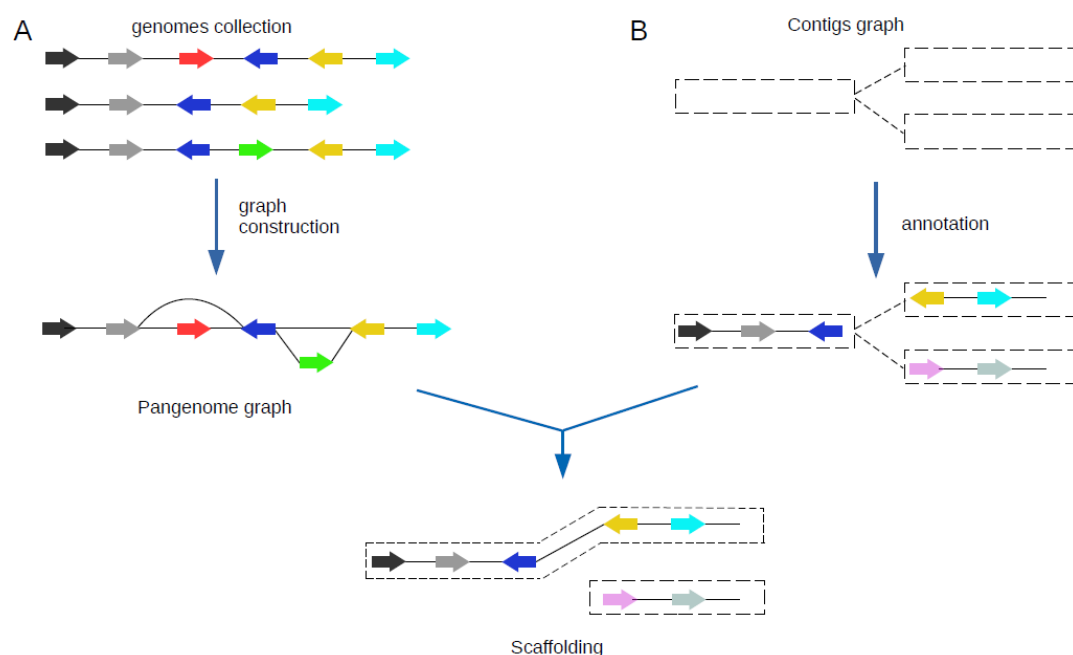 A
genomes collection
B
Contigs graph
graph
construction
annotation
Pangenome graph
Scaffolding